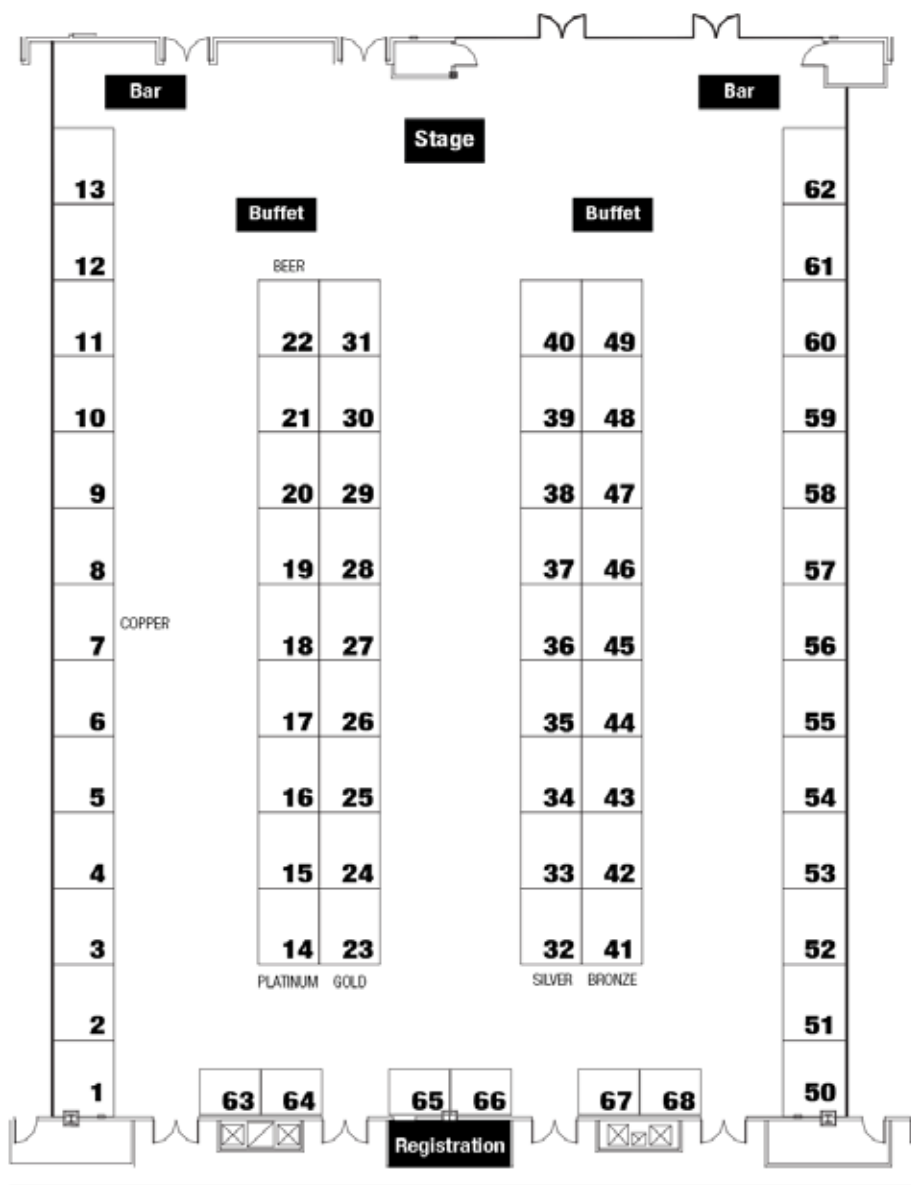 Bar Bar
Stage
13 62
Buffet Buffet
12 BEER 61
11 22 31 40 49 60
10 21 30 39 48 59
9 20 29 38 47 58
8 19 28 37 46 57
COPPER
7 18 27 36 45 56
6 17 26 35 44 55
5 16 25 34 43 54
4 15 24 33 42 53
3 14 23 32 41 52
PLATINUM GOLD SILVER BRONZE
2 51
1 63 64 65 66 67 68 50
Registration